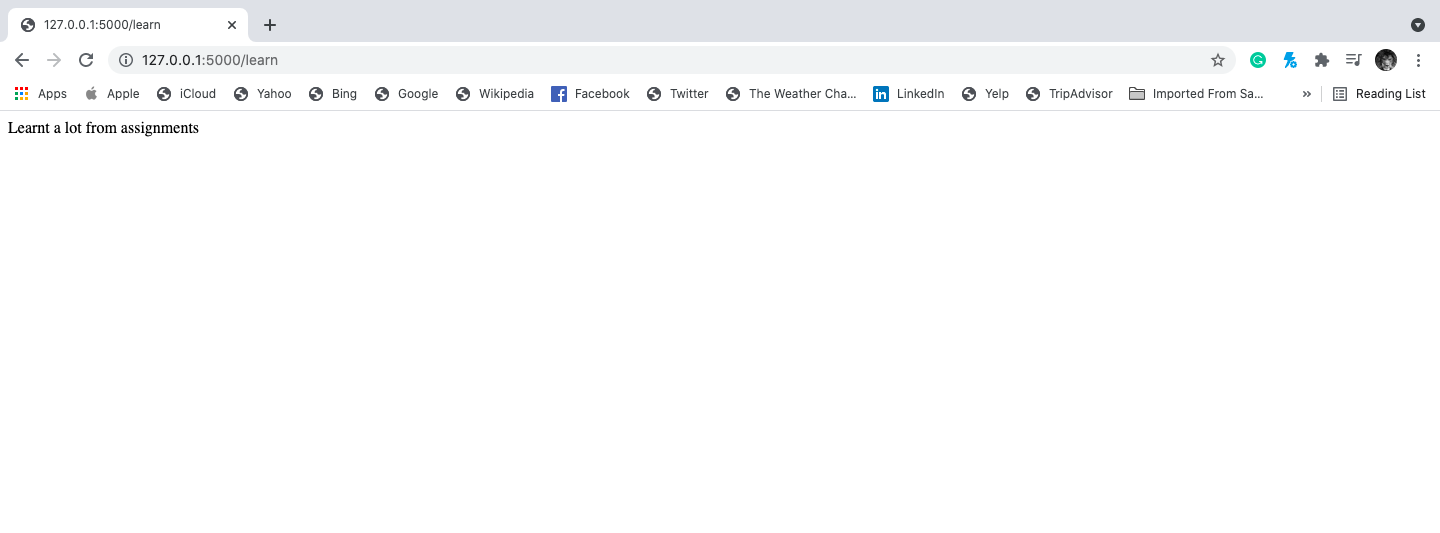 127.0.0.1:5000/learn
127.0.0.1:5000/learn
Apps Apple iCloud Yahoo Bing Google Wikipedia Facebook Twitter The Weather Cha... LinkedIn Yelp TripAdvisor Imported From Sa... » Reading List
Learnt a lot from assignments